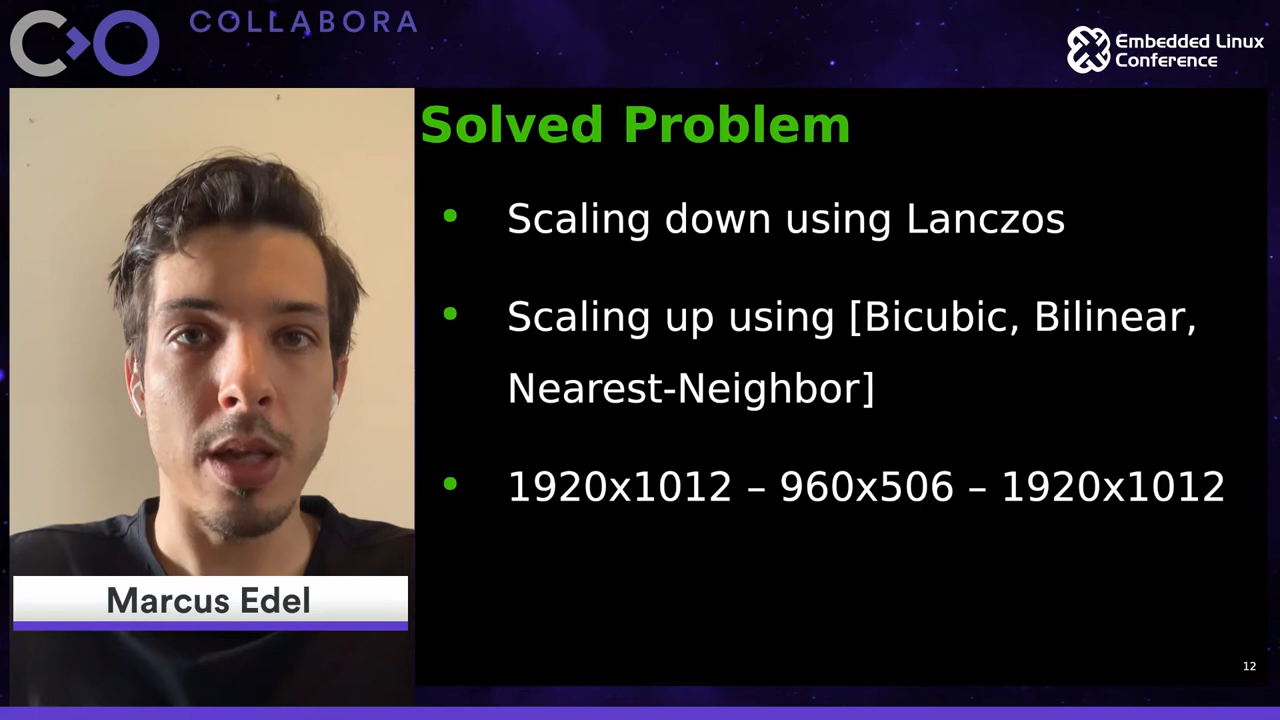 COLLABORA
Embedded Linux
Conference
Solved Problem
• Scaling down using Lanczos
• Scaling up using [Bicubic, Bilinear,
Nearest-Neighbor]
• 1920x1012 – 960x506 – 1920x1012
Marcus Edel
12